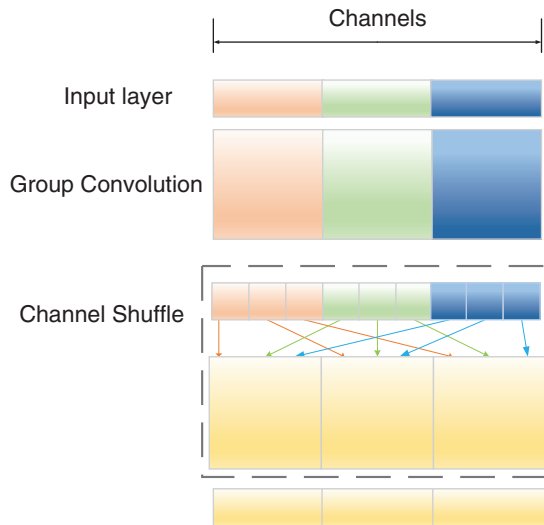 Channels
Input layer
Group Convolution
Channel Shuffle